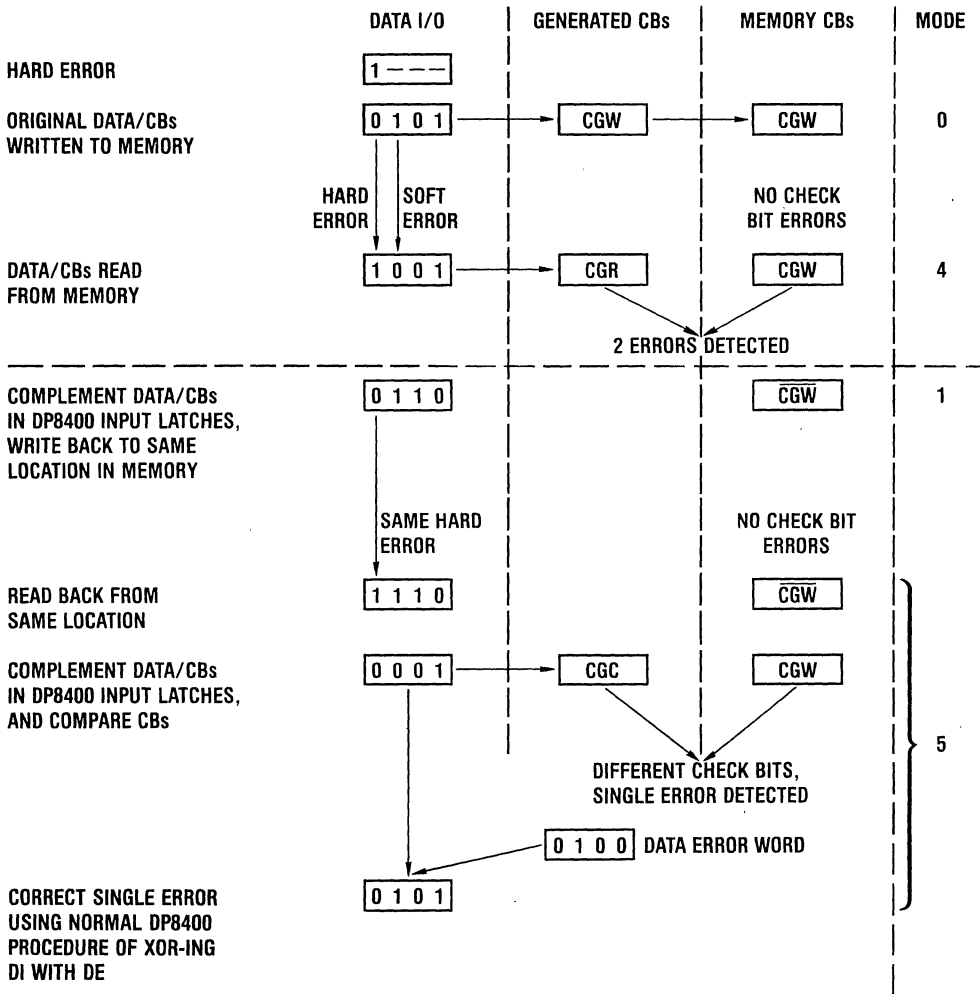 DATA I/O GENERATED CBs MEMORY CBs MODE
HARD ERROR
1 – – –
ORIGINAL DATA/CBs
WRITTEN TO MEMORY
0 1 0 1
CGW
CGW
0
HARD
ERROR
SOFT
ERROR
NO CHECK
BIT ERRORS
DATA/CBs READ
FROM MEMORY
1 0 0 1
CGR
CGW
4
2 ERRORS DETECTED
COMPLEMENT DATA/CBs
IN DP8400 INPUT LATCHES,
WRITE BACK TO SAME
LOCATION IN MEMORY
0 1 1 0
C̅G̅W̅
1
SAME HARD
ERROR
NO CHECK BIT
ERRORS
READ BACK FROM
SAME LOCATION
1 1 1 0
C̅G̅W̅
COMPLEMENT DATA/CBs
IN DP8400 INPUT LATCHES,
AND COMPARE CBs
0 0 0 1
CGC
CGW
5
DIFFERENT CHECK BITS,
SINGLE ERROR DETECTED
0 1 0 0 DATA ERROR WORD
CORRECT SINGLE ERROR
USING NORMAL DP8400
PROCEDURE OF XOR-ING
DI WITH DE
0 1 0 1